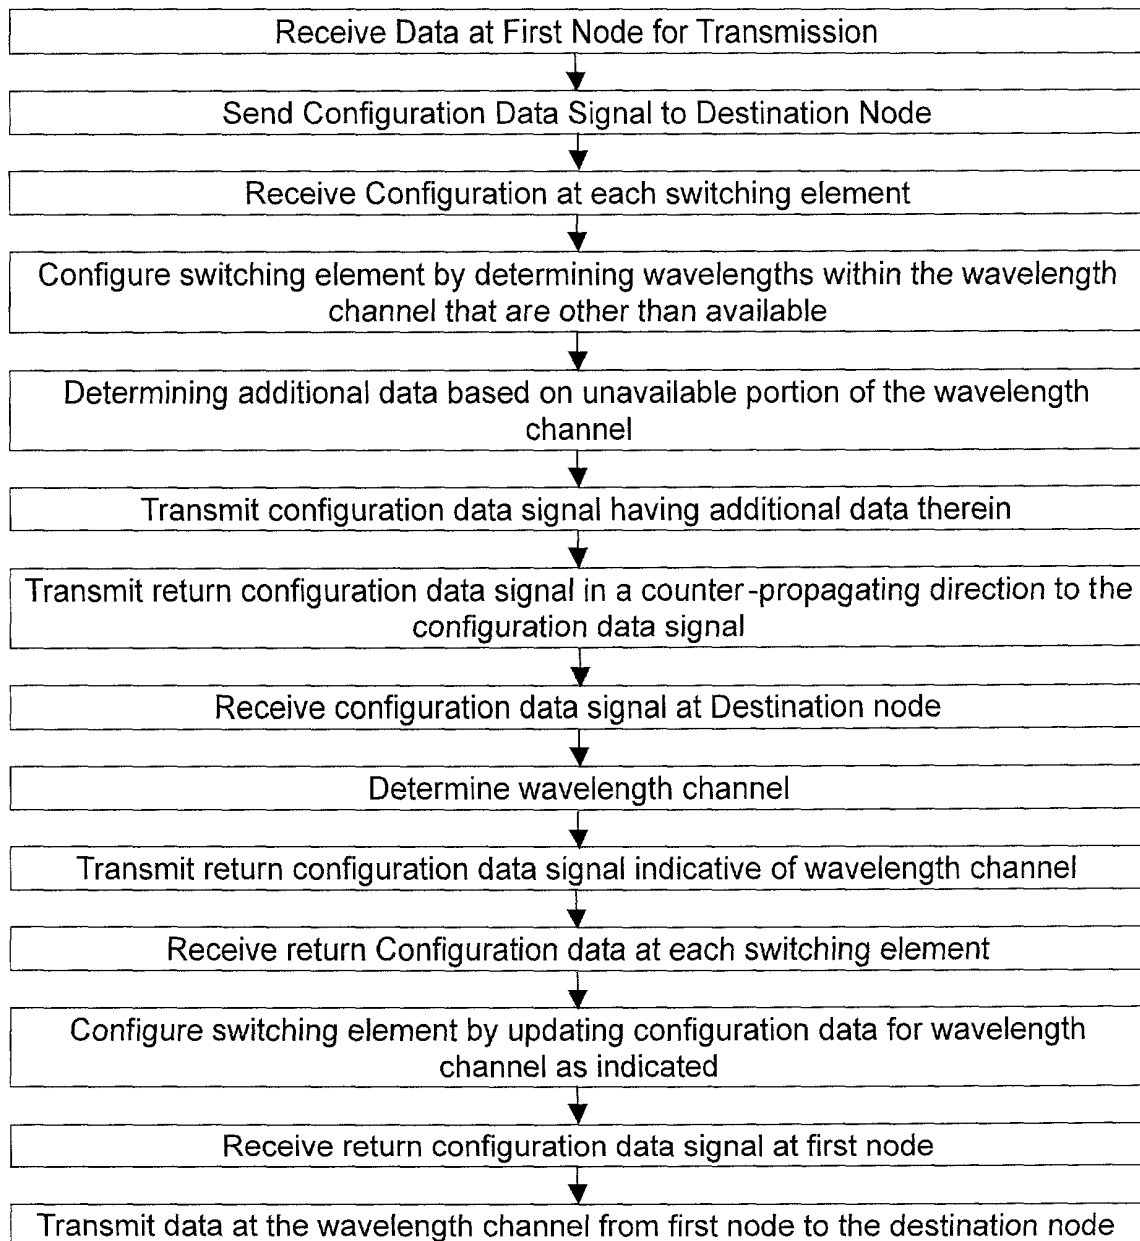 Receive Data at First Node for Transmission
Send Configuration Data Signal to Destination Node
Receive Configuration at each switching element
Configure switching element by determining wavelengths within the wavelength
channel that are other than available
Determining additional data based on unavailable portion of the wavelength
channel
Transmit configuration data signal having additional data therein
Transmit return configuration data signal in a counter-propagating direction to the
configuration data signal
Receive configuration data signal at Destination node
Determine wavelength channel
Transmit return configuration data signal indicative of wavelength channel
Receive return Configuration data at each switching element
Configure switching element by updating configuration data for wavelength
channel as indicated
Receive return configuration data signal at first node
Transmit data at the wavelength channel from first node to the destination node